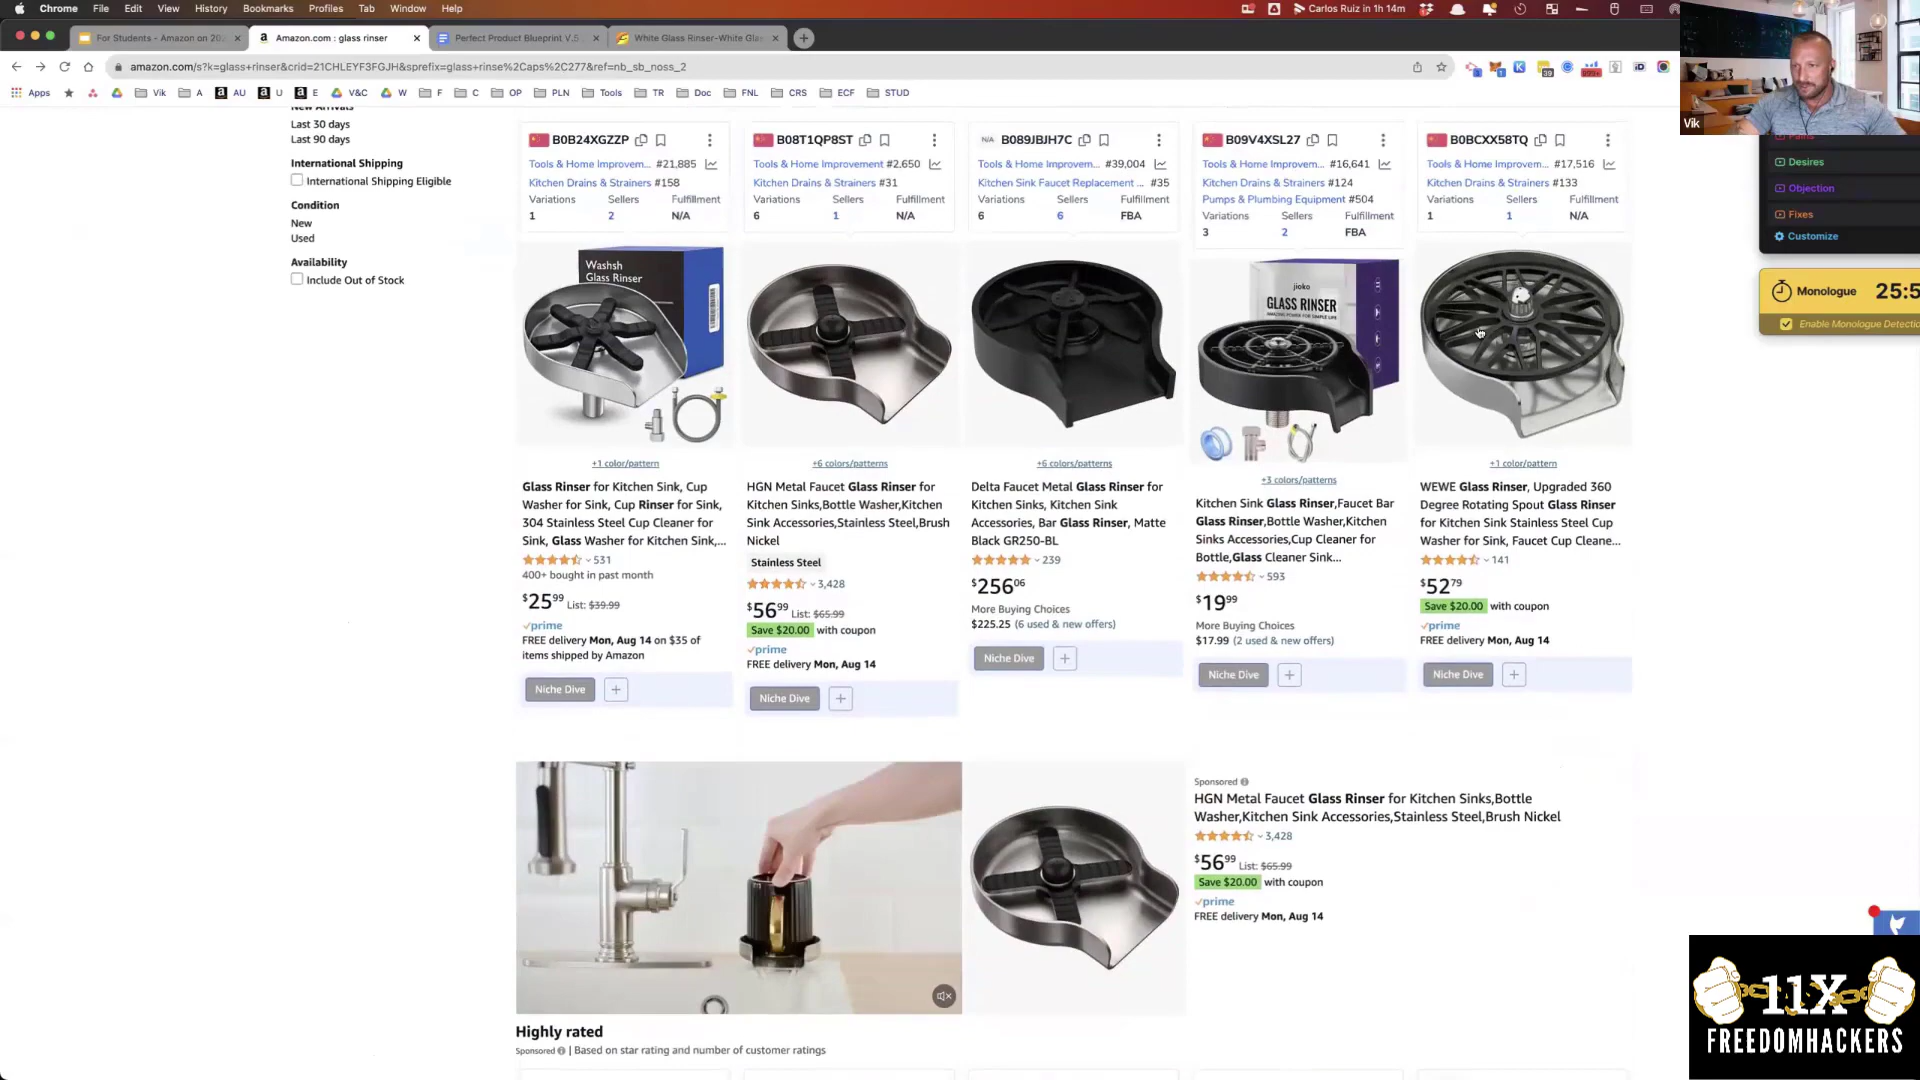 Chrome File Edit View History Bookmarks Profiles Tab Window Help
Carlos Ruiz in 1h 14m
For Students - Amazon on 20
Amazon.com : glass rinser
Perfect Product Blueprint V.5
White Glass Rinser-White Gla
amazon.com/s?k=glass+rinser&crid=21CHLEYF3FGJH&sprefix=glass+rinse%2Caps%2C277&ref=nb_sb_noss_2
Apps Vik A AU U V&C W F C OP PLN Tools TR Doc FNL CRS E ECF STUD
Vik
New Arrivals
Last 30 days
Last 90 days
International Shipping
International Shipping Eligible
Condition
New
Used
Availability
Include Out of Stock
B0B24XGZZP
Tools & Home Improvem... #21,885
Kitchen Drains & Strainers #158
Variations Sellers Fulfillment
1 2 N/A
Washsh
Glass Rinser
+1 color/pattern
Glass Rinser for Kitchen Sink, Cup
Washer for Sink, Cup Rinser for Sink,
304 Stainless Steel Cup Cleaner for
Sink, Glass Washer for Kitchen Sink,...
531
400+ bought in past month
$25.99 List: $39.99
prime
FREE delivery Mon, Aug 14 on $35 of
items shipped by Amazon
Niche Dive +
B08T1QP8ST
Tools & Home Improvement #2,650
Kitchen Drains & Strainers #31
Variations Sellers Fulfillment
6 1 N/A
+6 colors/patterns
HGN Metal Faucet Glass Rinser for
Kitchen Sinks,Bottle Washer,Kitchen
Sink Accessories,Stainless Steel,Brush
Nickel
Stainless Steel
3,428
$56.99 List: $65.99
Save $20.00 with coupon
prime
FREE delivery Mon, Aug 14
Niche Dive +
N/A B089JBJH7C
Tools & Home Improvem... #39,004
Kitchen Sink Faucet Replacement ... #35
Variations Sellers Fulfillment
6 6 FBA
+6 colors/patterns
Delta Faucet Metal Glass Rinser for
Kitchen Sinks, Kitchen Sink
Accessories, Bar Glass Rinser, Matte
Black GR250-BL
239
$256.06
More Buying Choices
$225.25 (6 used & new offers)
Niche Dive +
B09V4XSL27
Tools & Home Improvem... #16,641
Kitchen Drains & Strainers #124
Pumps & Plumbing Equipment #504
Variations Sellers Fulfillment
3 2 FBA
jioko
GLASS RINSER
+3 colors/patterns
Kitchen Sink Glass Rinser,Faucet Bar
Glass Rinser,Bottle Washer,Kitchen
Sinks Accessories,Cup Cleaner for
Bottle,Glass Cleaner Sink...
593
$19.99
More Buying Choices
$17.99 (2 used & new offers)
Niche Dive +
B0BCXX58TQ
Tools & Home Improvem... #17,516
Kitchen Drains & Strainers #133
Variations Sellers Fulfillment
1 1 N/A
+1 color/pattern
WEWE Glass Rinser, Upgraded 360
Degree Rotating Spout Glass Rinser
for Kitchen Sink Stainless Steel Cup
Washer for Sink, Faucet Cup Cleane...
141
$52.79
Save $20.00 with coupon
prime
FREE delivery Mon, Aug 14
Niche Dive +
Desires
Objection
Fixes
Customize
Monologue 25:5
Enable Monologue Detectio
Sponsored
HGN Metal Faucet Glass Rinser for Kitchen Sinks,Bottle
Washer,Kitchen Sink Accessories,Stainless Steel,Brush Nickel
3,428
$56.99 List: $65.99
Save $20.00 with coupon
prime
FREE delivery Mon, Aug 14
Highly rated
Sponsored | Based on star rating and number of customer ratings
11X
FREEDOMHACKERS